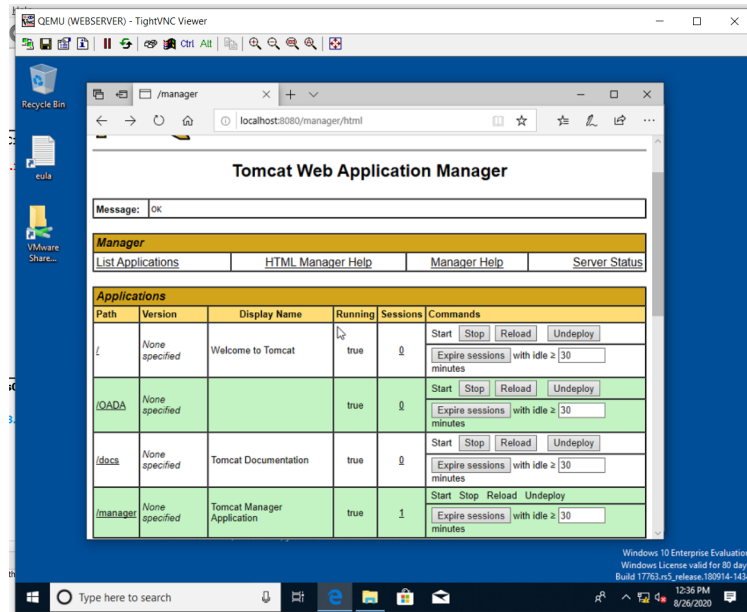 QEMU (WEBSERVER) - TightVNC Viewer
Ctrl Alt
Recycle Bin
eula
VMware
Share...
/manager
localhost:8080/manager/html
Tomcat Web Application Manager
Message: OK
Manager
List Applications HTML Manager Help Manager Help Server Status
Applications
Path Version Display Name Running Sessions Commands
/ None specified Welcome to Tomcat true 0 Start Stop Reload Undeploy
Expire sessions with idle ≥ 30 minutes
/OADA None specified true 0 Start Stop Reload Undeploy
Expire sessions with idle ≥ 30 minutes
/docs None specified Tomcat Documentation true 0 Start Stop Reload Undeploy
Expire sessions with idle ≥ 30 minutes
/manager None specified Tomcat Manager Application true 1 Start Stop Reload Undeploy
Expire sessions with idle ≥ 30 minutes
Windows 10 Enterprise Evaluation
Windows License valid for 80 day
Build 17763.rs5_release.180914-143
Type here to search
12:36 PM
8/26/2020